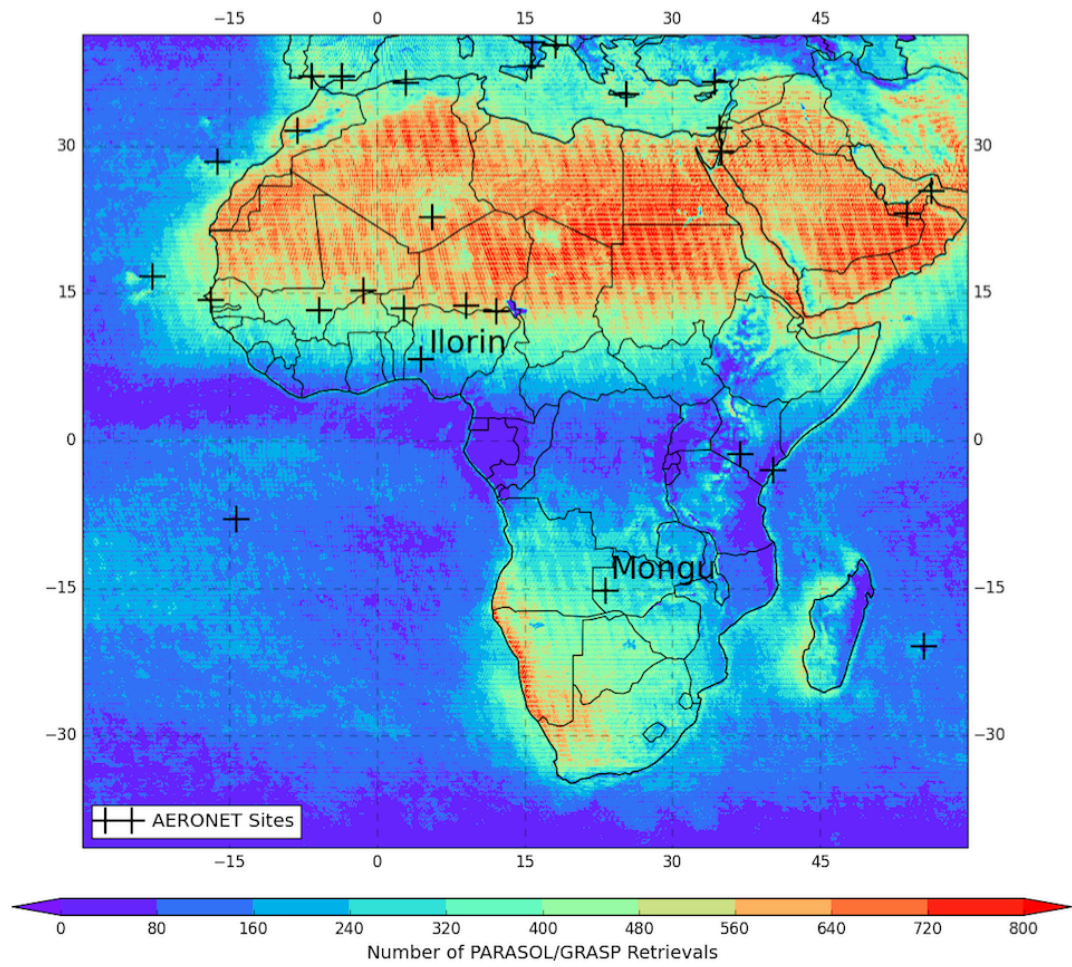 −15 0 15 30 45
30 30
15 15
Ilorin
0 0
Mongu
−15 −15
−30 −30
AERONET Sites
−15 0 15 30 45
0 80 160 240 320 400 480 560 640 720 800
Number of PARASOL/GRASP Retrievals